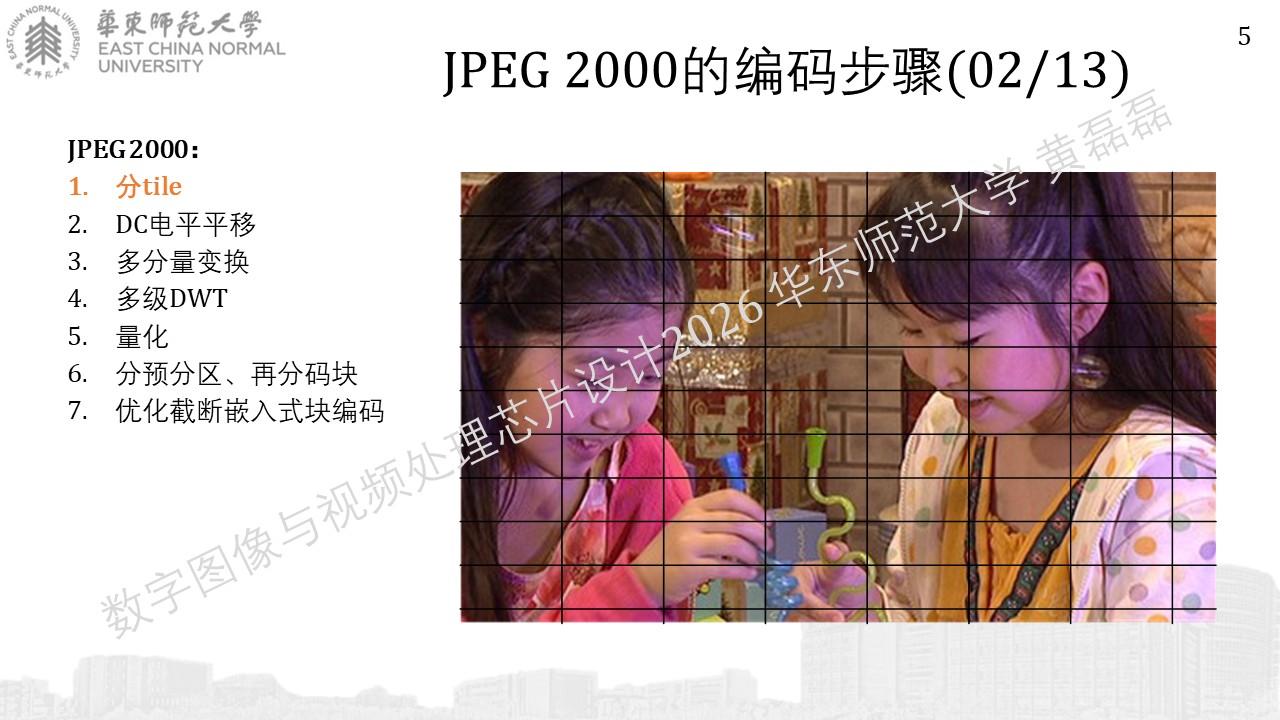 華東師范大學
EAST CHINA NORMAL
UNIVERSITY
5
JPEG 2000的编码步骤(02/13)
JPEG2000：
1. 分tile
2. DC电平平移
3. 多分量变换
4. 多级DWT
5. 量化
6. 分预分区、再分码块
7. 优化截断嵌入式块编码
数字图像与视频处理芯片设计2026 华东师范大学 黄磊磊